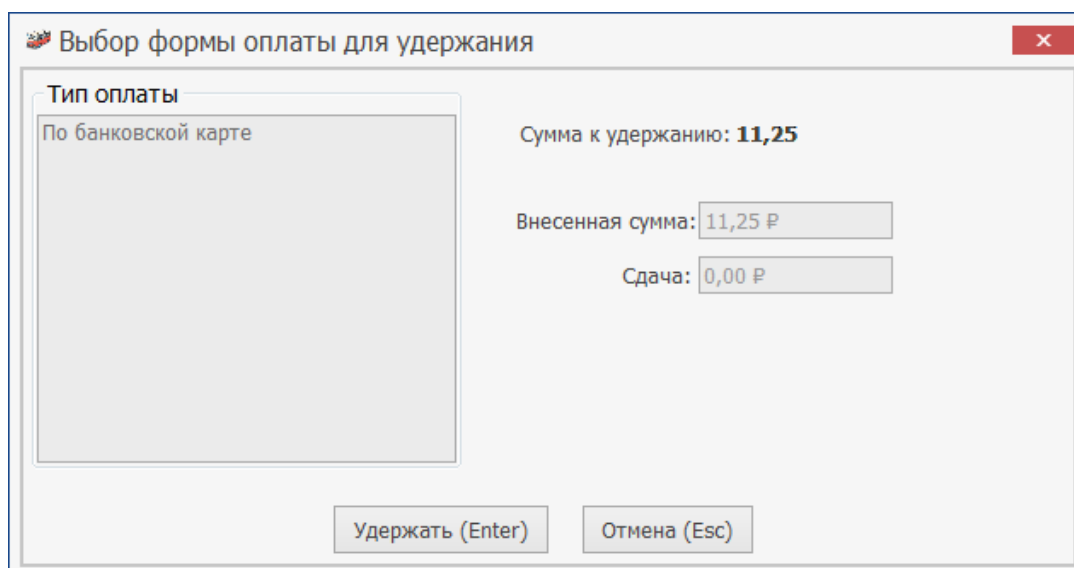 Выбор формы оплаты для удержания
Тип оплаты
По банковской карте
Сумма к удержанию: 11,25
Внесенная сумма: 11,25 ₽
Сдача: 0,00 ₽
Удержать (Enter)
Отмена (Esc)